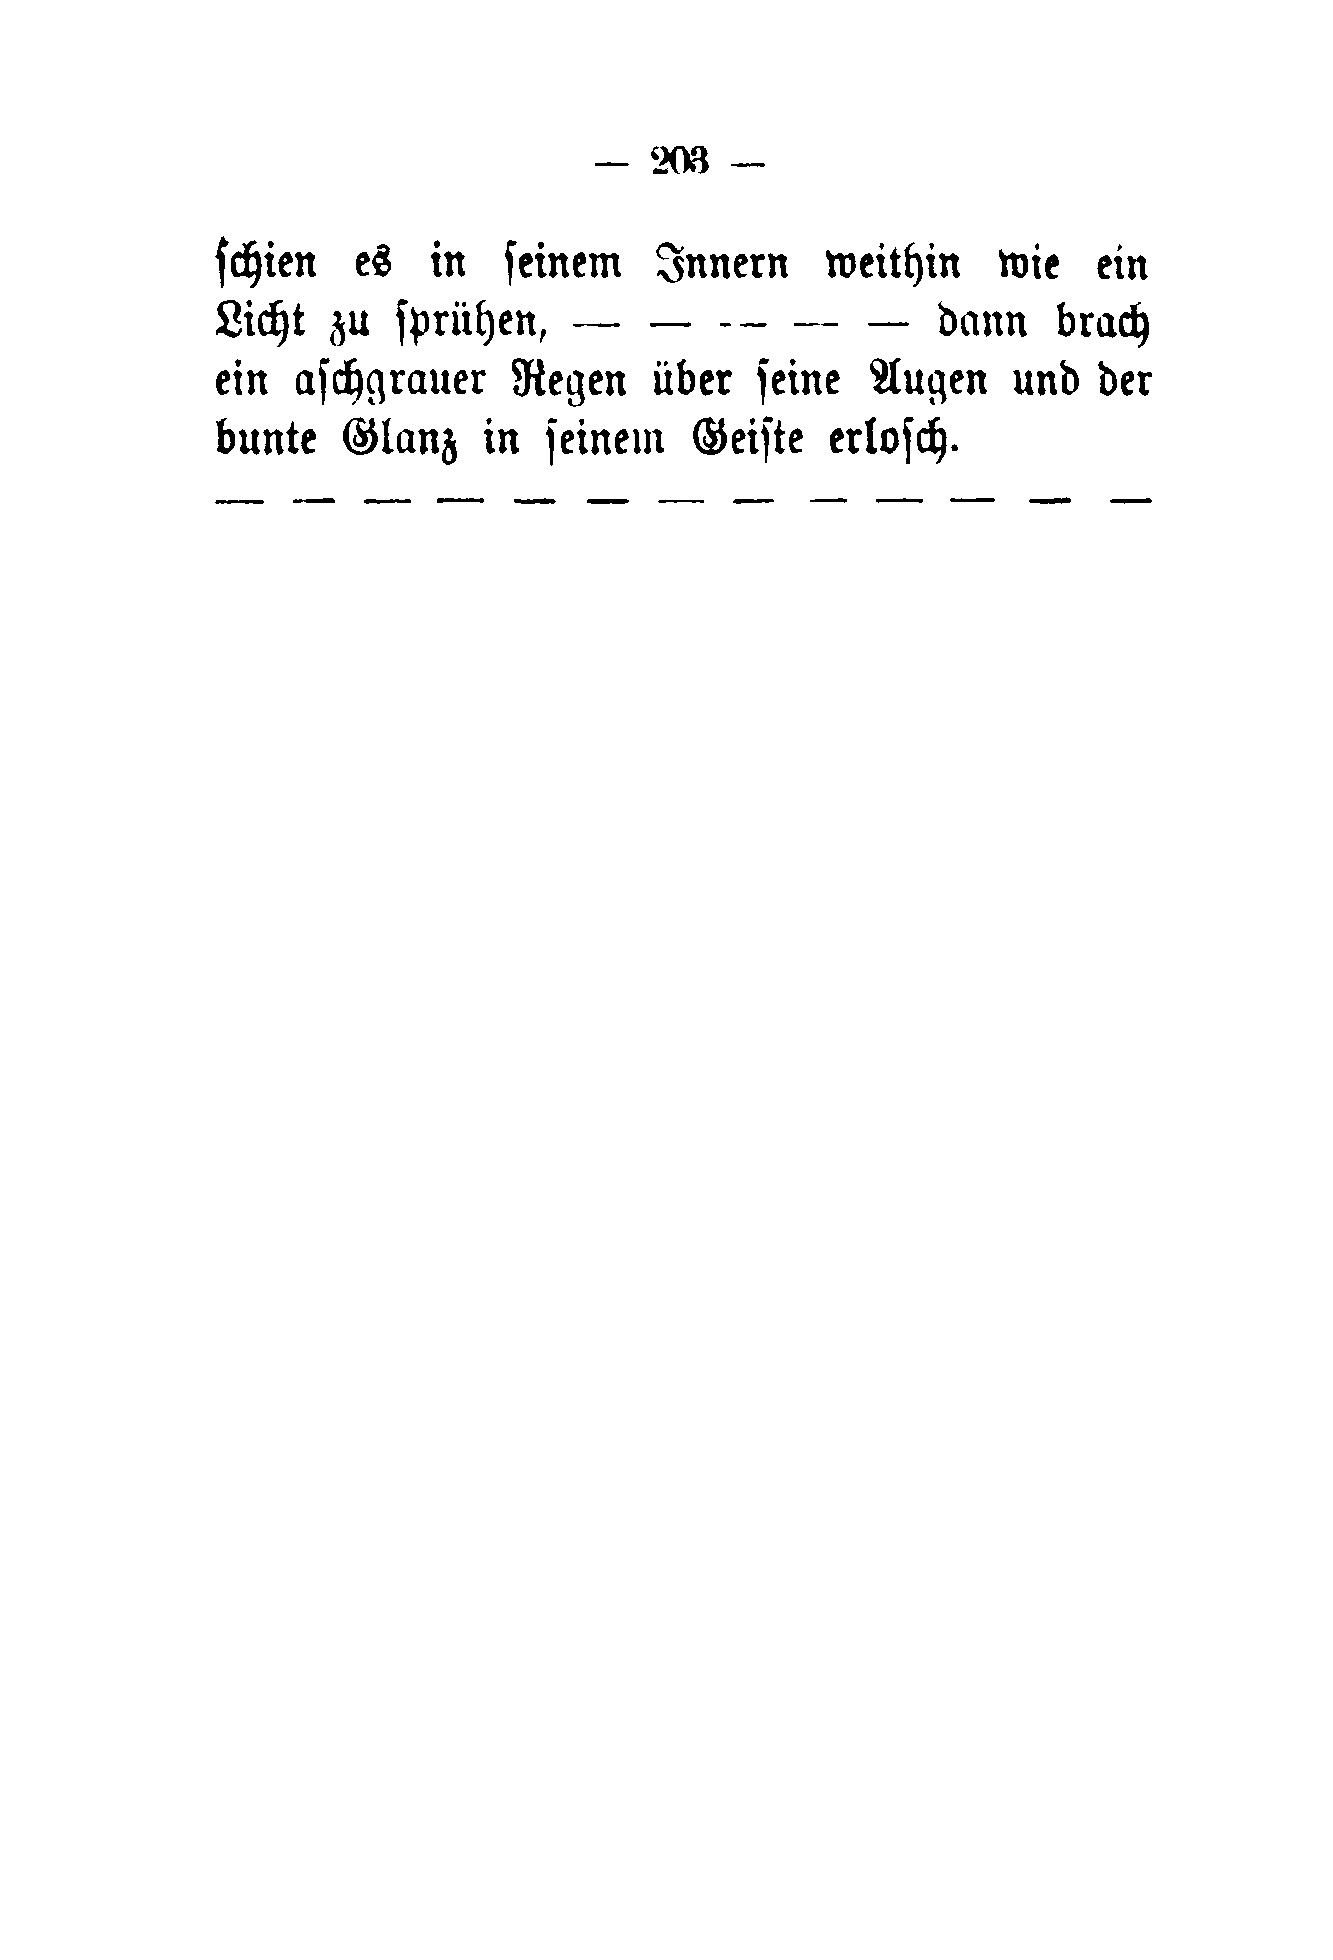 — 203 —
ſchien es in ſeinem Innern weithin wie ein
Licht zu ſprühen, — — — — — dann brach
ein aſchgrauer Regen über ſeine Augen und der
bunte Glanz in ſeinem Geiſte erloſch.
— — — — — — — — — — — — —